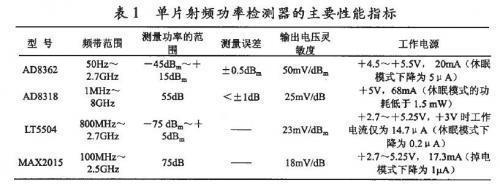 表1 单片射频功率检测器的主要性能指标
型 号 频带范围 测量功率的范围 测量误差 输出电压灵敏度 工作电源
AD8362 50Hz~2.7GHz -45dBm~+15dBm ±0.5dBm 50mV/dBm +4.5~+5.5V, 20mA(休眠模式下降为5μA)
AD8318 1MHz~8GHz 55dB <±1dB 25mV/dB +5V,68mA(休眠模式的功耗低于1.5mW)
LT5504 800MHz~2.7GHz -75 dBm~+5dBm —— 23mV/dBm +2.7~+5.25V,+3V时工作电流仅为14.7μA(休眠模式下降为0.2μA)
MAX2015 100MHz~2.5GHz 75dB —— 18mV/dB +2.7~5.25V, 17.3mA(掉电模式下降为1μA)